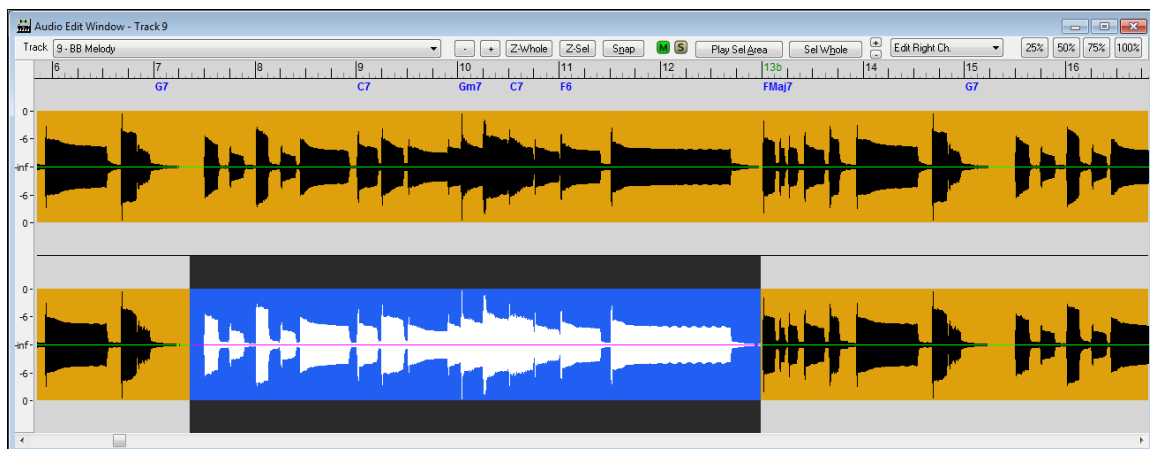 Audio Edit Window - Track 9
Track 9 - BB Melody - + Z-Whole Z-Sel Snap M S Play Sel Area Sel Whole + - Edit Right Ch. 25% 50% 75% 100%
6 7 8 9 10 11 12 13b 14 15 16
G7 C7 Gm7 C7 F6 FMaj7 G7
0-
-6-
-inf-
-6-
0-
0-
-6-
-inf-
-6-
0-